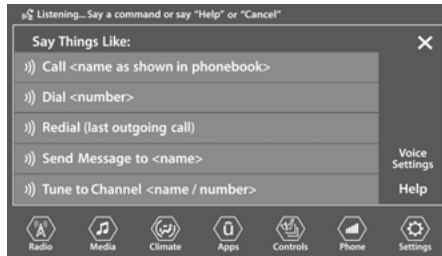 Listening... Say a command or say "Help" or "Cancel"
Say Things Like:
Call <name as shown in phonebook>
Dial <number>
Redial (last outgoing call)
Send Message to <name>
Tune to Channel <name / number>
Voice
Settings
Help
Radio Media Climate Apps Controls Phone Settings